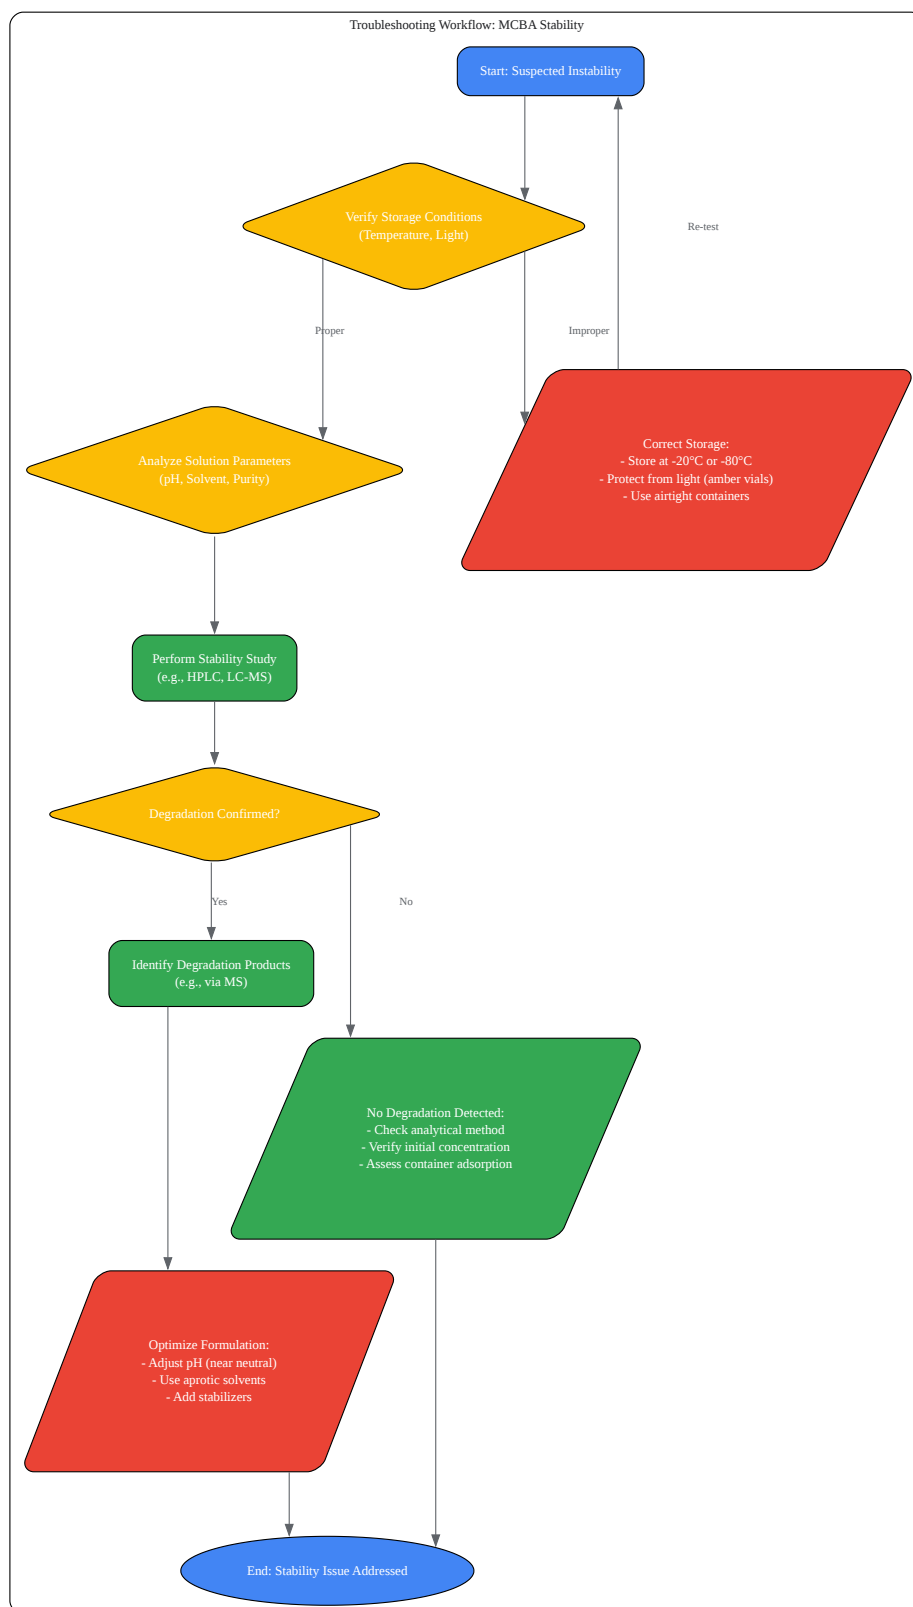 Troubleshooting Workflow: MCBA Stability
Start: Suspected Instability
Verify Storage Conditions
(Temperature, Light)
Re-test
Proper
Improper
Correct Storage:
- Store at -20°C or -80°C
- Protect from light (amber vials)
- Use airtight containers
Analyze Solution Parameters
(pH, Solvent, Purity)
Perform Stability Study
(e.g., HPLC, LC-MS)
Degradation Confirmed?
Yes
No
Identify Degradation Products
(e.g., via MS)
No Degradation Detected:
- Check analytical method
- Verify initial concentration
- Assess container adsorption
Optimize Formulation:
- Adjust pH (near neutral)
- Use aprotic solvents
- Add stabilizers
End: Stability Issue Addressed